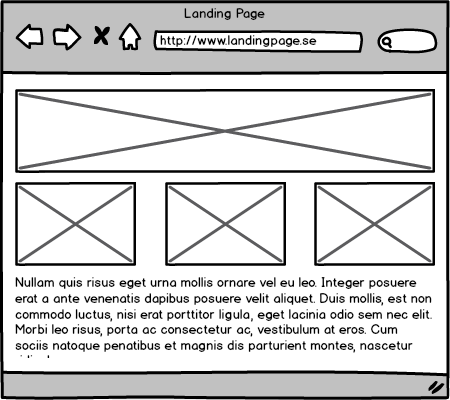 Landing Page
http://www.landingpage.se
Nullam quis risus eget urna mollis ornare vel eu leo. Integer posuere
erat a ante venenatis dapibus posuere velit aliquet. Duis mollis, est non
commodo luctus, nisi erat porttitor ligula, eget lacinia odio sem nec elit.
Morbi leo risus, porta ac consectetur ac, vestibulum at eros. Cum
sociis natoque penatibus et magnis dis parturient montes, nascetur